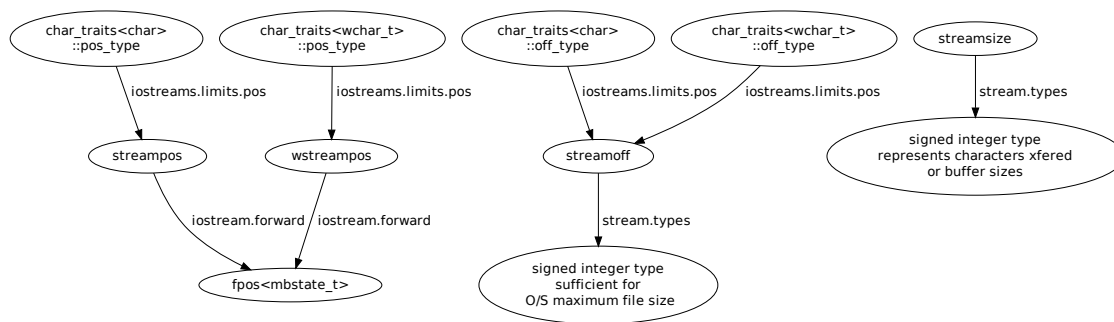 char_traits<char>
::pos_type
char_traits<wchar_t>
::pos_type
char_traits<char>
::off_type
char_traits<wchar_t>
::off_type
streamsize
iostreams.limits.pos
iostreams.limits.pos
iostreams.limits.pos
iostreams.limits.pos
stream.types
streampos
wstreampos
streamoff
signed integer type
represents characters xfered
or buffer sizes
iostream.forward
iostream.forward
stream.types
fpos<mbstate_t>
signed integer type
sufficient for
O/S maximum file size